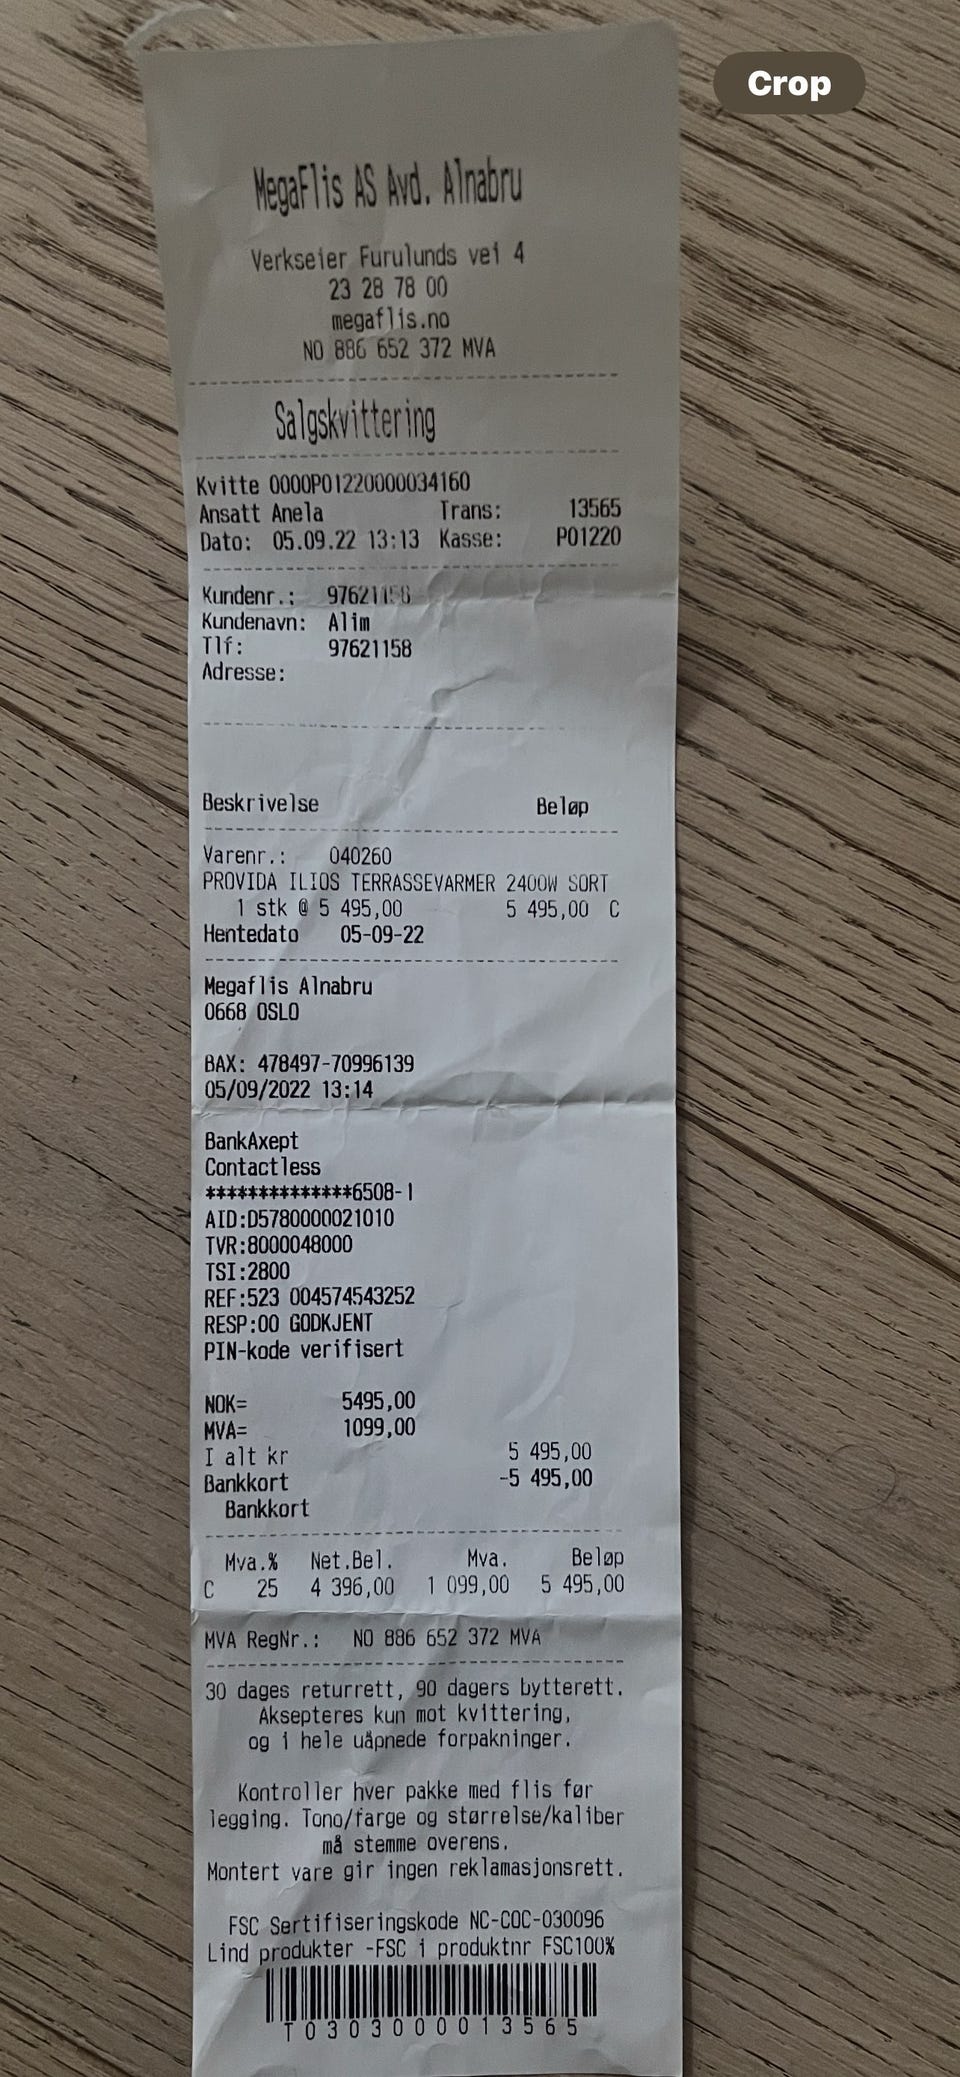 Crop
MegaFlis AS Avd. Alnabru
Verkseier Furulunds vei 4
23 28 78 00
megaflis.no
NO 886 652 372 MVA
Salgskvittering
Kvitte 0000P01220000034160
Ansatt Anela Trans: 13565
Dato: 05.09.22 13:13 Kasse: P01220
Kundenr.: 97621158
Kundenavn: Alim
Tlf: 97621158
Adresse:
Beskrivelse Beløp
Varenr.: 040260
PROVIDA ILIOS TERRASSEVARMER 2400W SORT
1 stk @ 5 495,00 5 495,00 C
Hentedato 05-09-22
Megaflis Alnabru
0668 OSLO
BAX: 478497-70996139
05/09/2022 13:14
BankAxept
Contactless
**************6508-1
AID:D5780000021010
TVR:8000048000
TSI:2800
REF:523 004574543252
RESP:00 GODKJENT
PIN-kode verifisert
NOK= 5495,00
MVA= 1099,00
I alt kr 5 495,00
Bankkort -5 495,00
Bankkort
Mva.% Net.Bel. Mva. Beløp
C 25 4 396,00 1 099,00 5 495,00
MVA RegNr.: NO 886 652 372 MVA
30 dages returrett, 90 dagers bytterett.
Aksepteres kun mot kvittering,
og i hele uåpnede forpakninger.
Kontroller hver pakke med flis før
legging. Tono/farge og størrelse/kaliber
må stemme overens.
Montert vare gir ingen reklamasjonsrett.
FSC Sertifiseringskode NC-COC-030096
Lind produkter -FSC i produktnr FSC100%
T0303000013565